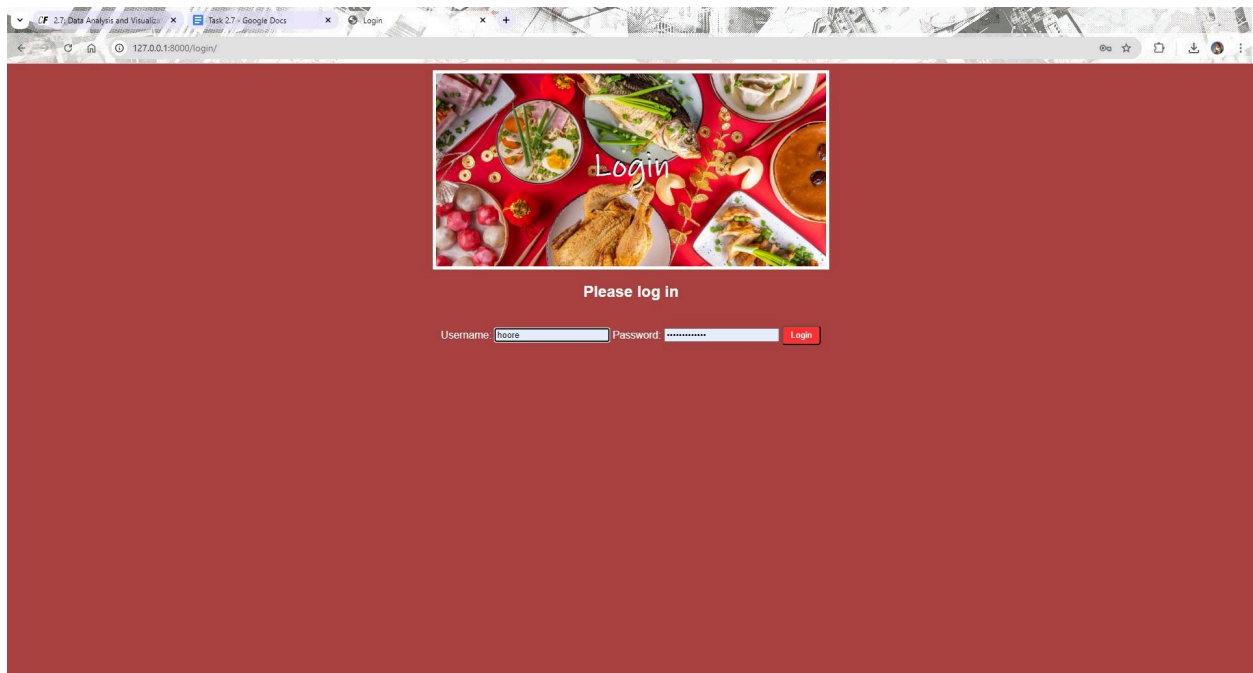 CF 2.7: Data Analysis and Visualiz
Task 2.7 - Google Docs
Login
127.0.0.1:8000/login/
Login
Please log in
Username: hoore Password: ••••••••••••• Login